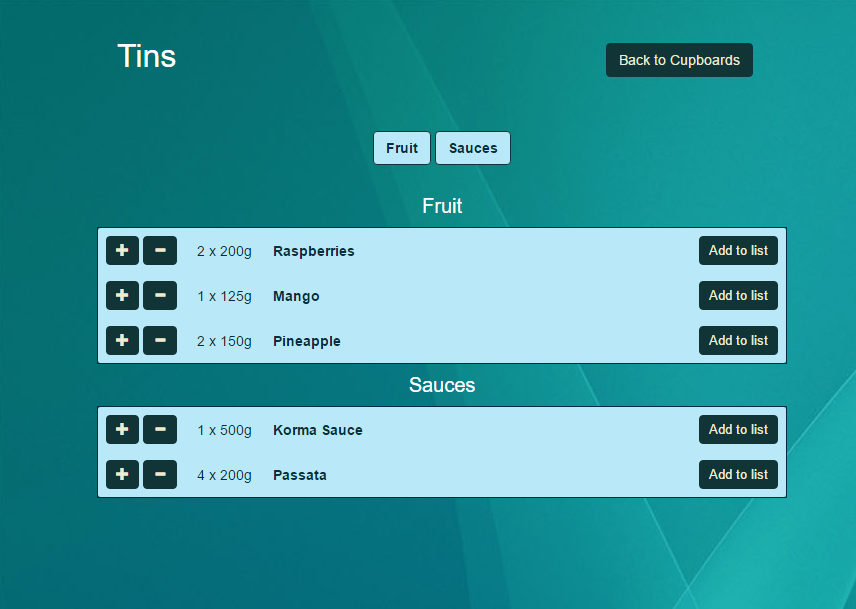 Tins
Back to Cupboards
Fruit Sauces
Fruit
2 x 200g Raspberries Add to list
1 x 125g Mango Add to list
2 x 150g Pineapple Add to list
Sauces
1 x 500g Korma Sauce Add to list
4 x 200g Passata Add to list